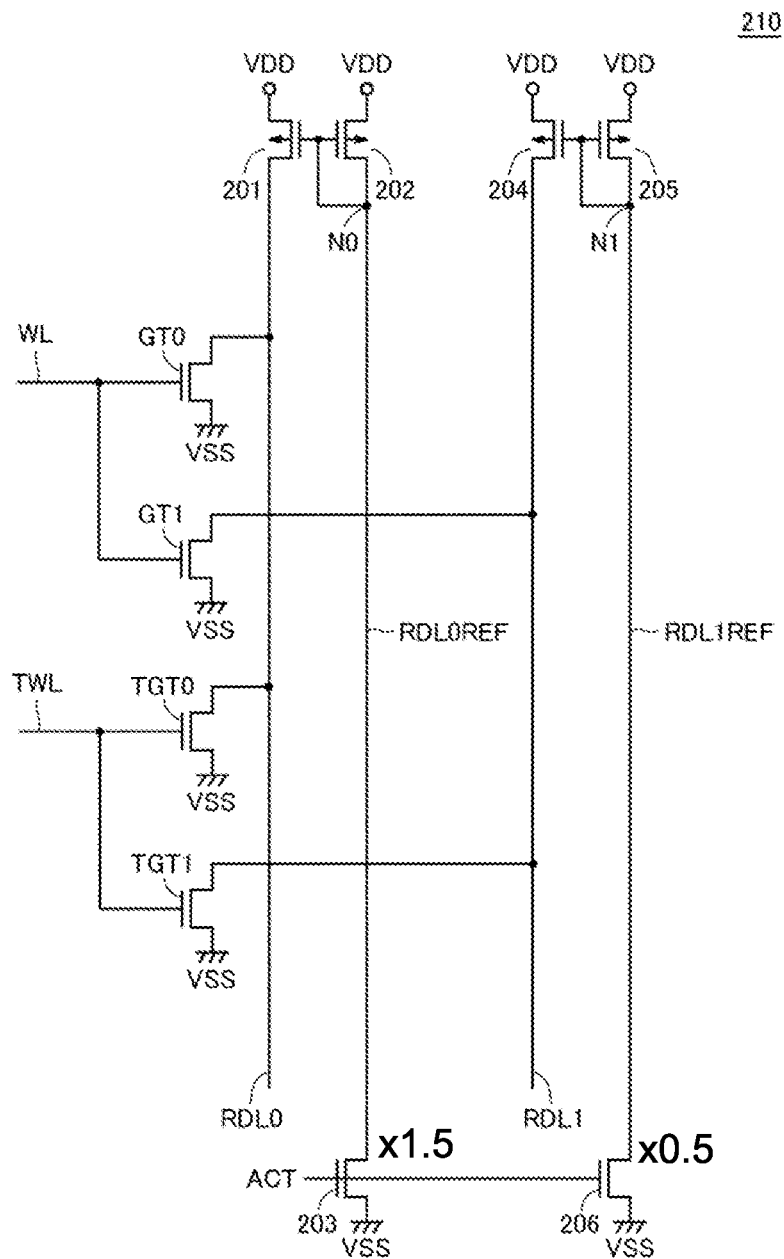 210
VDD VDD VDD VDD
201 202 204 205
N0 N1
WL GT0
VSS
GT1
VSS
RDL0REF RDL1REF
TWL TGT0
VSS
TGT1
VSS
RDL0 RDL1
x1.5 x0.5
ACT
203 206
VSS VSS